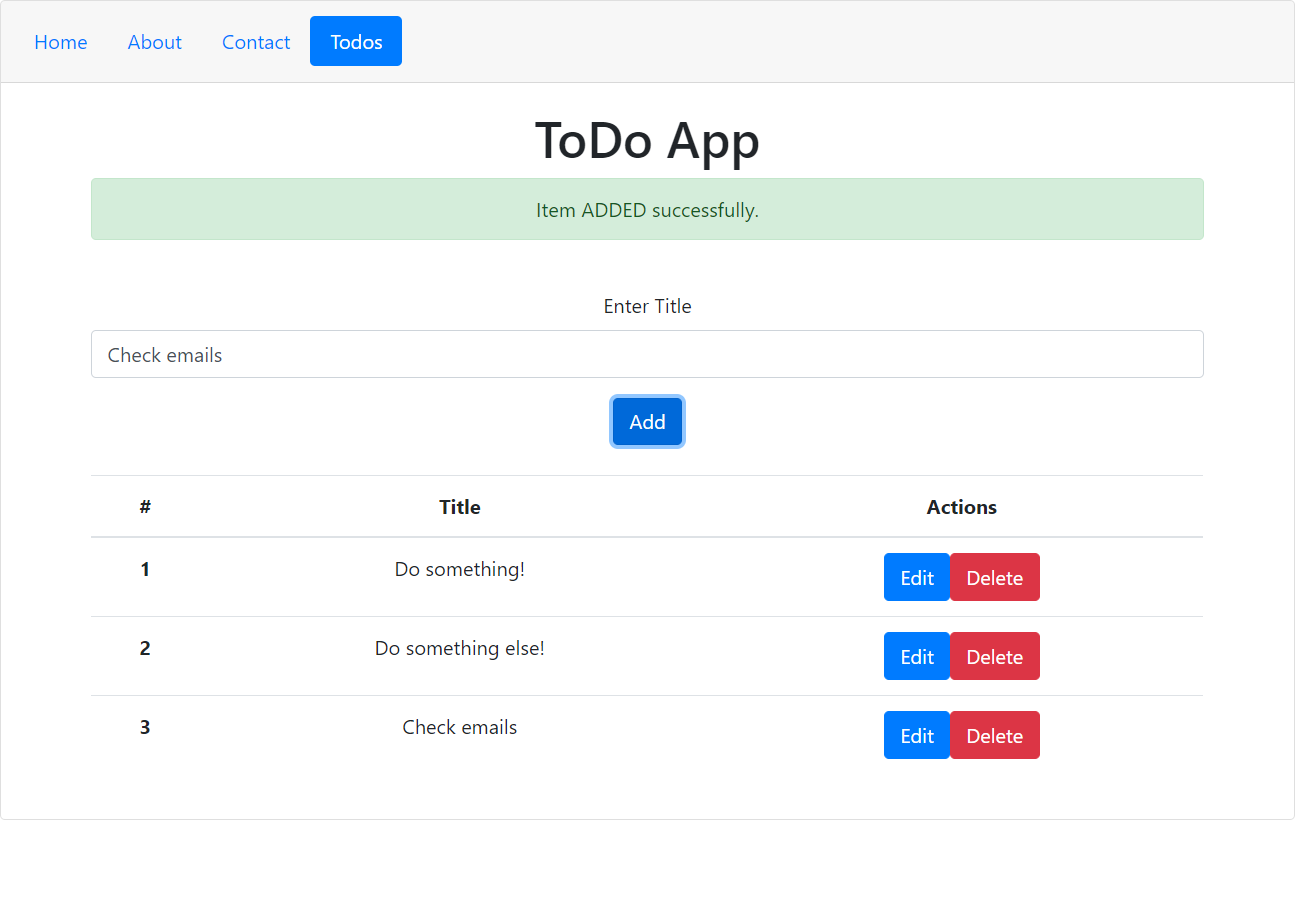 Home About Contact Todos
ToDo App
Item ADDED successfully.
Enter Title
Check emails
Add
# Title Actions
1 Do something! Edit Delete
2 Do something else! Edit Delete
3 Check emails Edit Delete